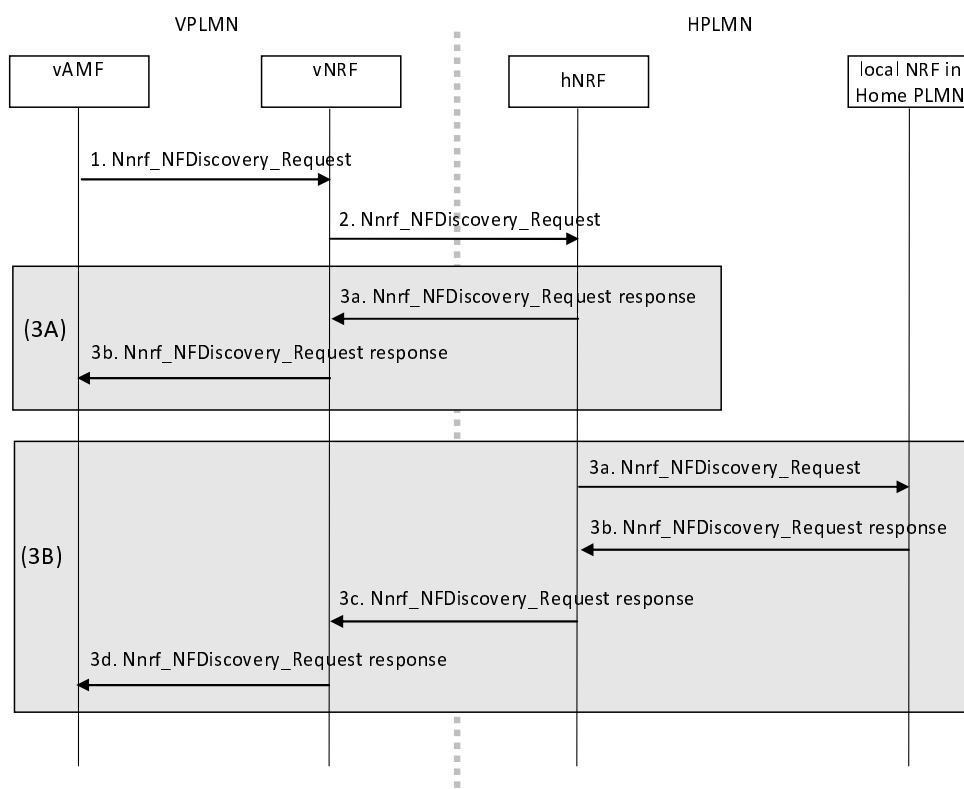 VPLMN
HPLMN
vAMF
vNRF
hNRF
local NRF in
Home PLMN
1. Nnrf_NFDiscovery_Request
2. Nnrf_NFDiscovery_Request
(3A)
3a. Nnrf_NFDiscovery_Request response
3b. Nnrf_NFDiscovery_Request response
(3B)
3a. Nnrf_NFDiscovery_Request
3b. Nnrf_NFDiscovery_Request response
3c. Nnrf_NFDiscovery_Request response
3d. Nnrf_NFDiscovery_Request response